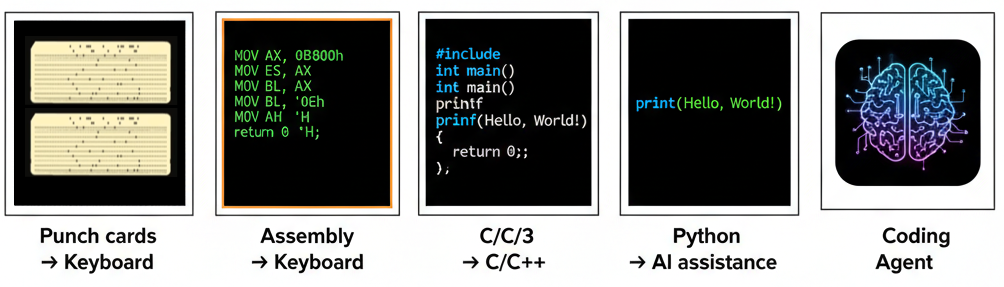 MOV AX, 0B800h
MOV ES, AX
MOV BL, AX
MOV BL, '0Eh
MOV AH 'H
return 0 'H;
#include
int main()
int main()
printf
prinf(Hello, World!)
{
return 0;;
);
print(Hello, World!)
Punch cards
→ Keyboard
Assembly
→ Keyboard
C/C/3
→ C/C++
Python
→ AI assistance
Coding
Agent